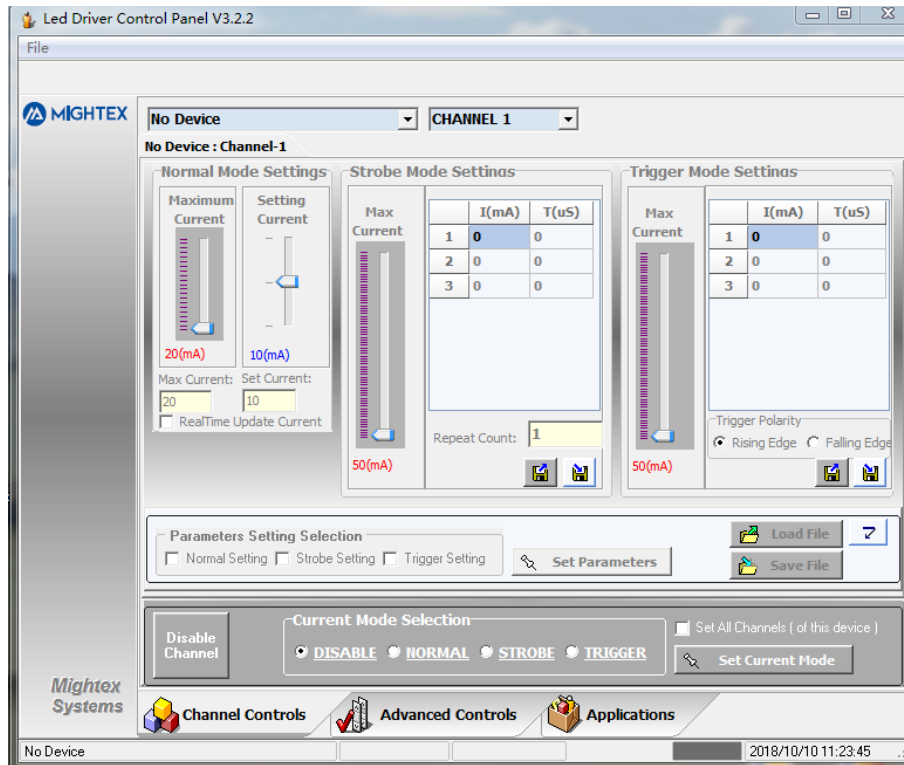 Led Driver Control Panel V3.2.2
File
MIGHTEX
No Device
CHANNEL 1
No Device : Channel-1
Normal Mode Settings
Maximum Current
Setting Current
20(mA)
10(mA)
Max Current:
Set Current:
20
10
RealTime Update Current
Strobe Mode Settings
Max Current
I(mA) T(uS)
1 0 0
2 0 0
3 0 0
50(mA)
Repeat Count: 1
Trigger Mode Settings
Max Current
I(mA) T(uS)
1 0 0
2 0 0
3 0 0
50(mA)
Trigger Polarity
Rising Edge Falling Edge
Parameters Setting Selection
Normal Setting Strobe Setting Trigger Setting
Set Parameters
Load File
Save File
Disable
Channel
Current Mode Selection
DISABLE NORMAL STROBE TRIGGER
Set All Channels ( of this device )
Set Current Mode
Mightex
Systems
Channel Controls
Advanced Controls
Applications
No Device
2018/10/10 11:23:45